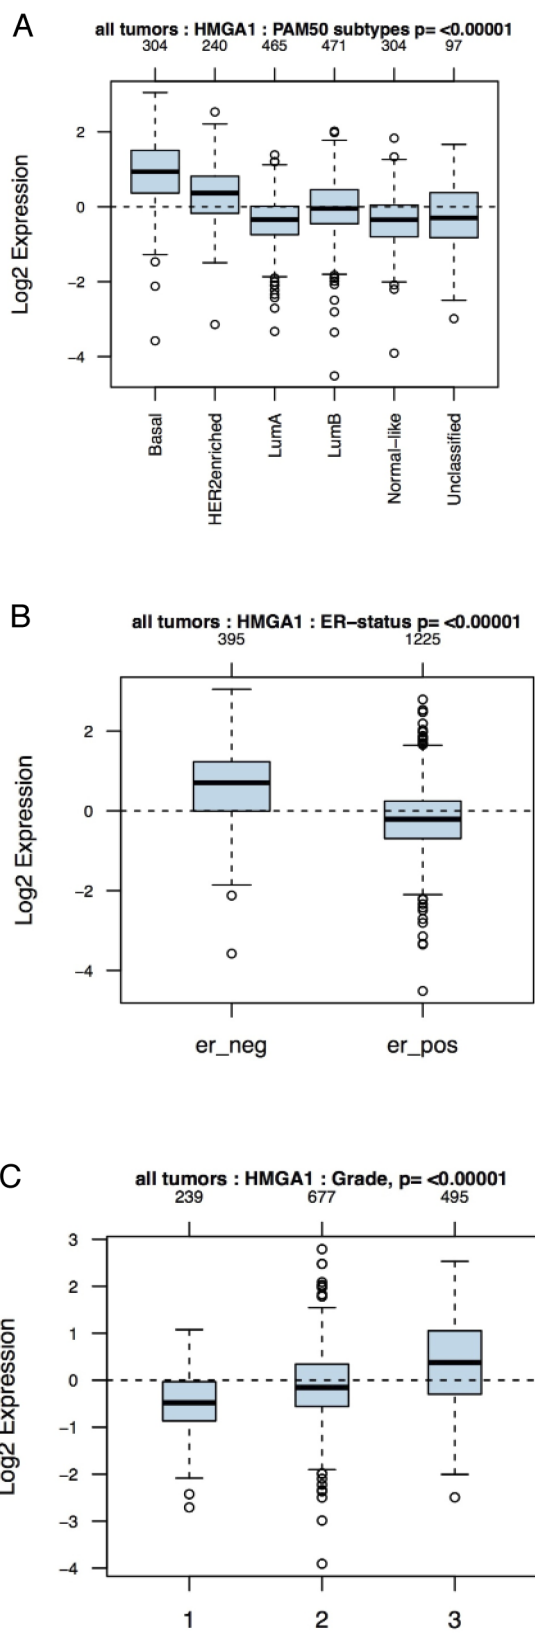 A
all tumors : HMGA1 : PAM50 subtypes p= <0.00001
304 240 465 471 304 97
Log2 Expression
2
0
−2
−4
Basal
HER2enriched
LumA
LumB
Normal−like
Unclassified
B
all tumors : HMGA1 : ER−status p= <0.00001
395 1225
Log2 Expression
2
0
−2
−4
er_neg er_pos
C
all tumors : HMGA1 : Grade, p= <0.00001
239 677 495
Log2 Expression
3
2
1
0
−1
−2
−3
−4
1 2 3